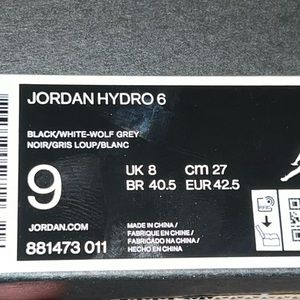 JORDAN HYDRO 6
BLACK/WHITE-WOLF GREY
NOIR/GRIS LOUP/BLANC
9
UK 8 cm 27
BR 40.5 EUR 42.5
JORDAN.COM
881473 011
MADE IN CHINA /
FABRIQUE EN CHINE /
FABRICADO NA CHINA /
HECHO EN CHINA